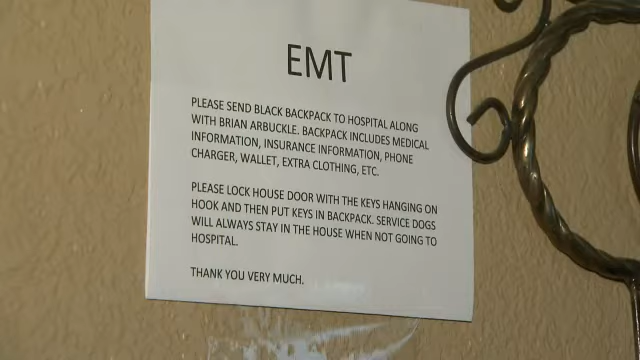 EMT
PLEASE SEND BLACK BACKPACK TO HOSPITAL ALONG
WITH BRIAN ARBUCKLE. BACKPACK INCLUDES MEDICAL
INFORMATION, INSURANCE INFORMATION, PHONE
CHARGER, WALLET, EXTRA CLOTHING, ETC.
PLEASE LOCK HOUSE DOOR WITH THE KEYS HANGING ON
HOOK AND THEN PUT KEYS IN BACKPACK. SERVICE DOGS
WILL ALWAYS STAY IN THE HOUSE WHEN NOT GOING TO
HOSPITAL.
THANK YOU VERY MUCH.